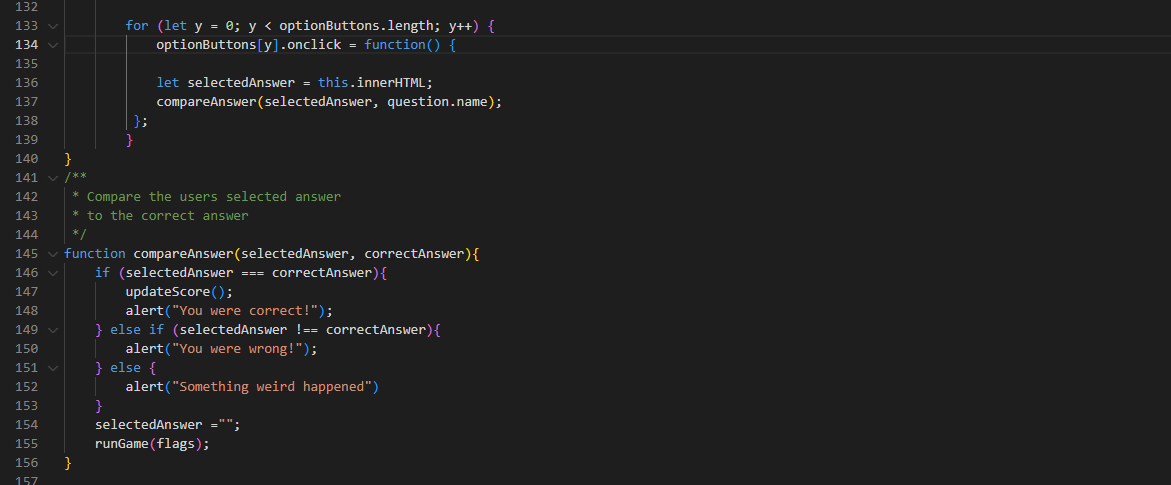 132
133 for (let y = 0; y < optionButtons.length; y++) {
134 optionButtons[y].onclick = function() {
135
136 let selectedAnswer = this.innerHTML;
137 compareAnswer(selectedAnswer, question.name);
138 };
139 }
140 }
141 /**
142 * Compare the users selected answer
143 * to the correct answer
144 */
145 function compareAnswer(selectedAnswer, correctAnswer){
146 if (selectedAnswer === correctAnswer){
147 updateScore();
148 alert("You were correct!");
149 } else if (selectedAnswer !== correctAnswer){
150 alert("You were wrong!");
151 } else {
152 alert("Something weird happened")
153 }
154 selectedAnswer ="";
155 runGame(flags);
156 }
157